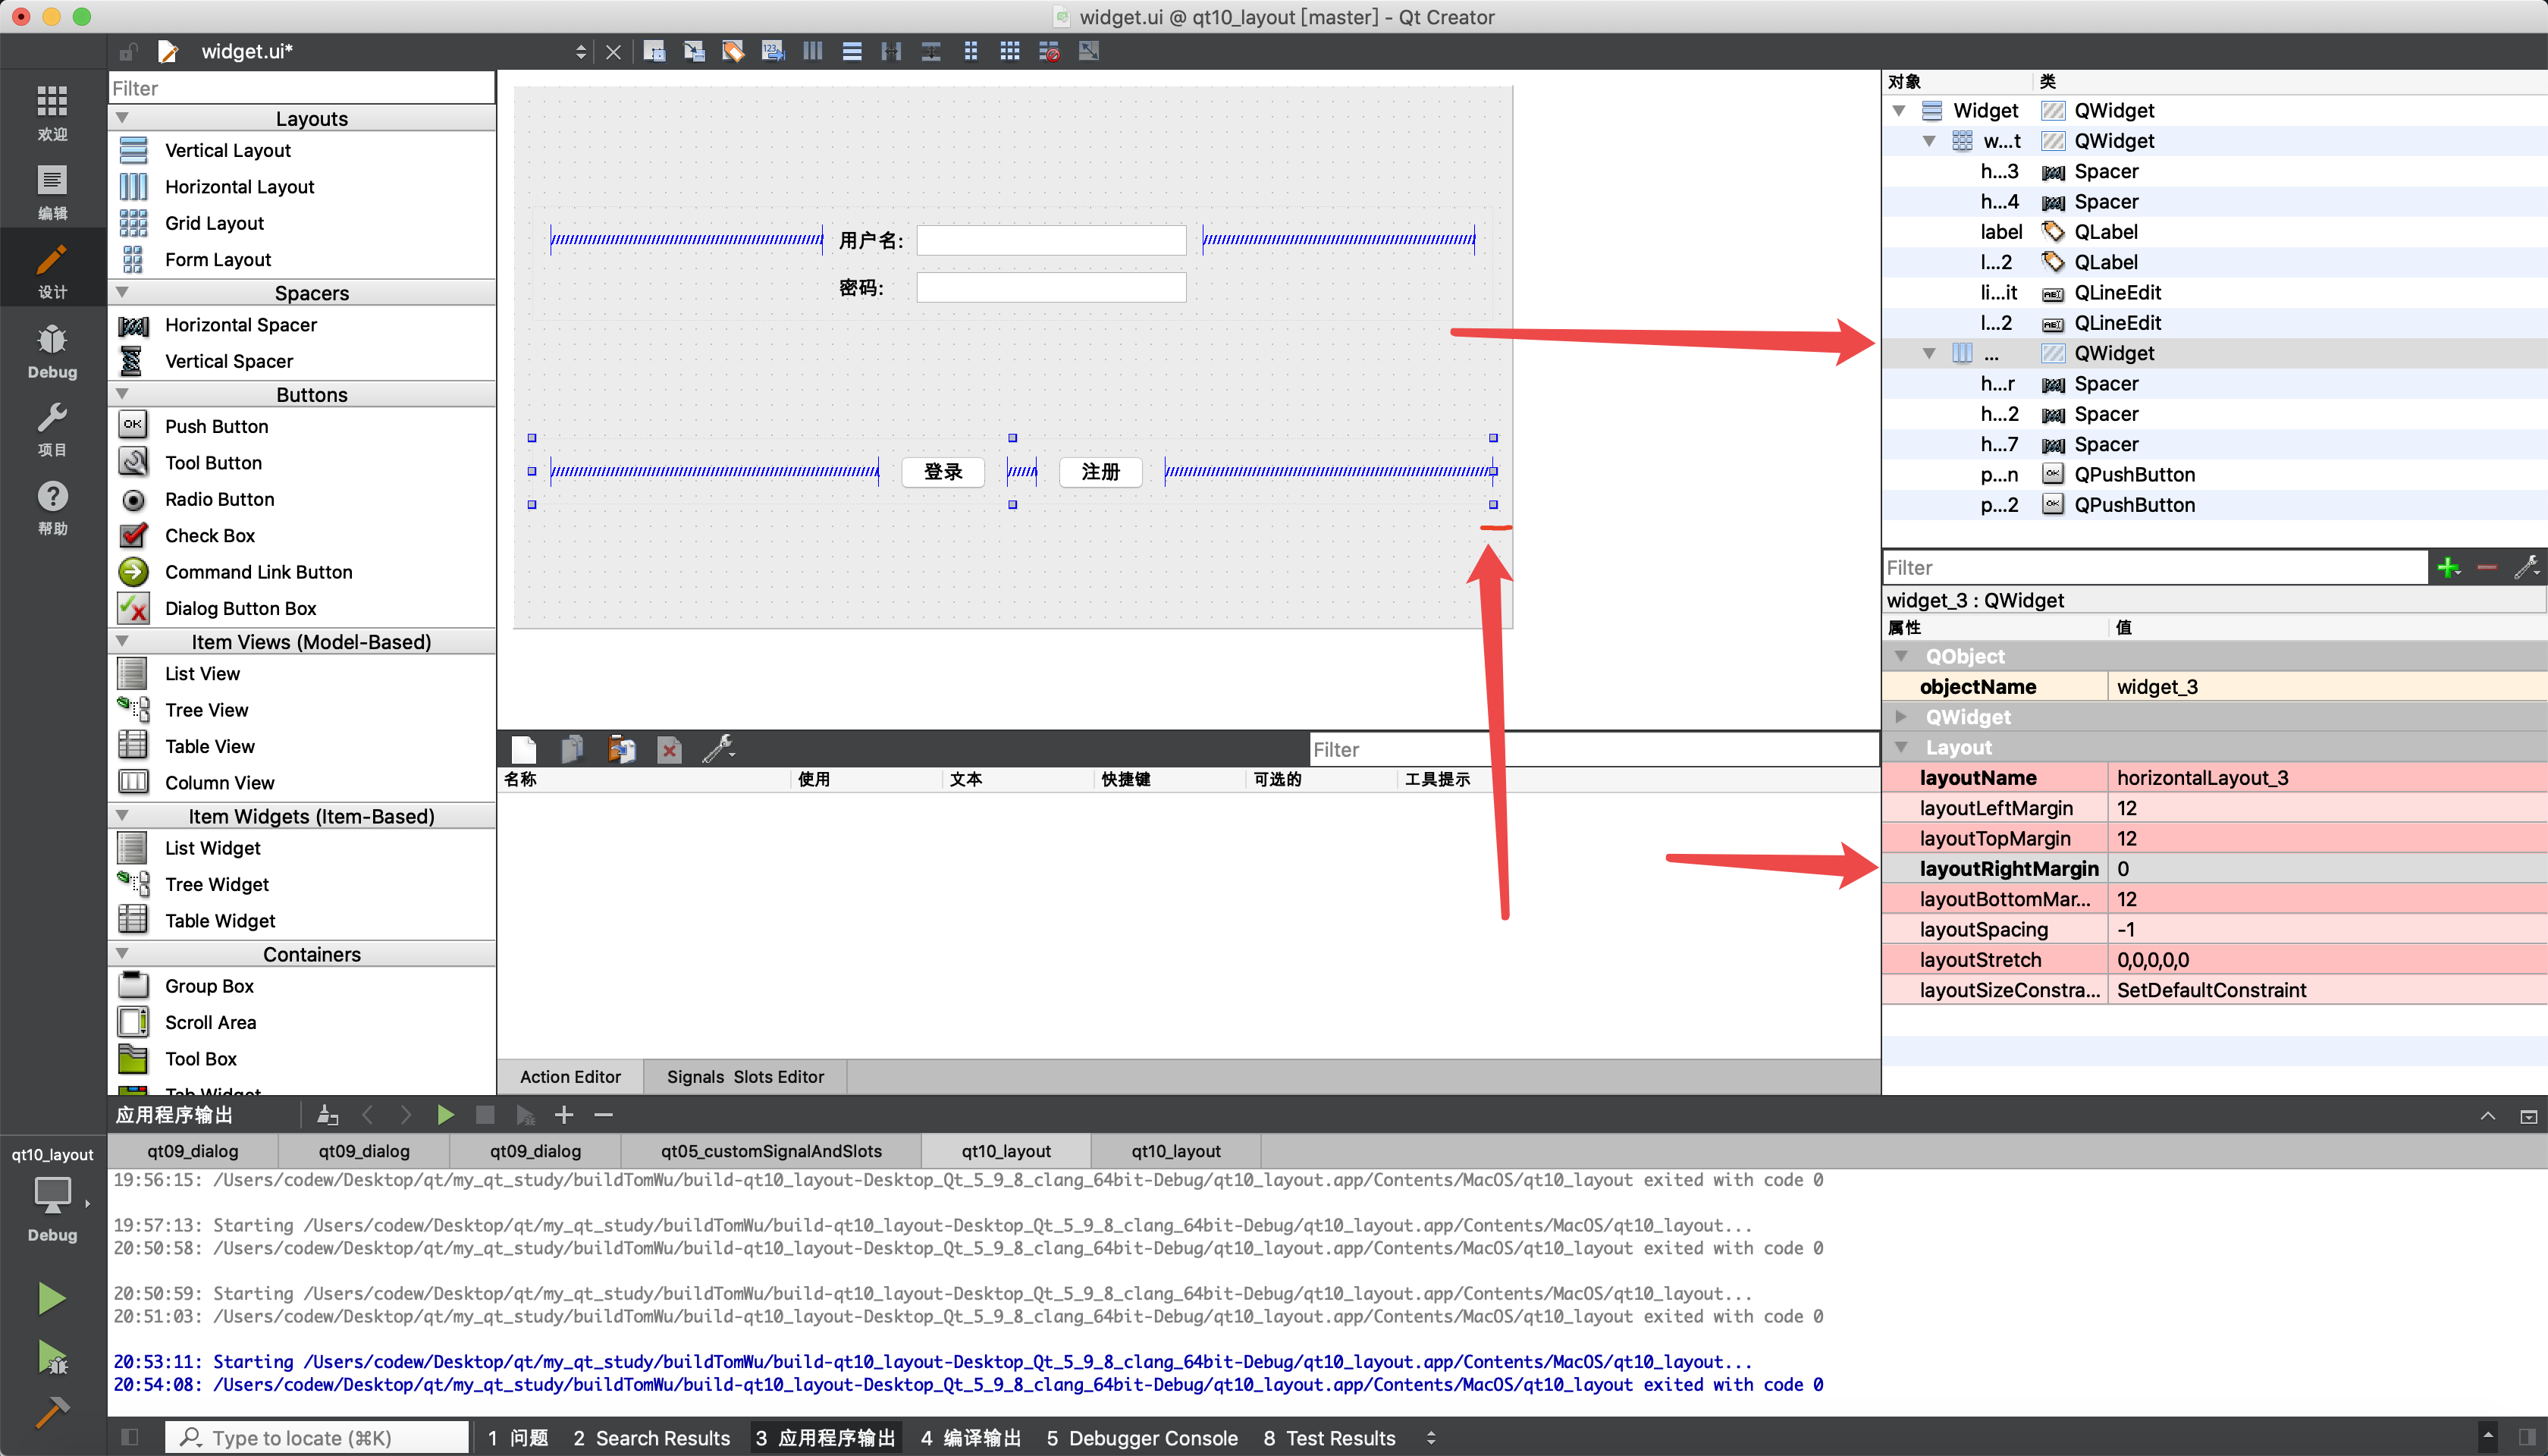 widget.ui @ qt10_layout [master] - Qt Creator
widget.ui*
欢迎
编辑
设计
Debug
项目
帮助
Filter
Layouts
Vertical Layout
Horizontal Layout
Grid Layout
Form Layout
Spacers
Horizontal Spacer
Vertical Spacer
Buttons
OK Push Button
Tool Button
Radio Button
Check Box
Command Link Button
Dialog Button Box
Item Views (Model-Based)
List View
Tree View
Table View
Column View
Item Widgets (Item-Based)
List Widget
Tree Widget
Table Widget
Containers
Group Box
Scroll Area
Tool Box
Tab Widget
用户名:
密码:
登录
注册
对象 类
Widget QWidget
w...t QWidget
h...3 Spacer
h...4 Spacer
label QLabel
l...2 QLabel
li...it QLineEdit
l...2 QLineEdit
... QWidget
h...r Spacer
h...2 Spacer
h...7 Spacer
p...n QPushButton
p...2 QPushButton
Filter
widget_3 : QWidget
属性 值
QObject
objectName widget_3
QWidget
Layout
layoutName horizontalLayout_3
layoutLeftMargin 12
layoutTopMargin 12
layoutRightMargin 0
layoutBottomMar... 12
layoutSpacing -1
layoutStretch 0,0,0,0,0
layoutSizeConstra... SetDefaultConstraint
Filter
名称 使用 文本 快捷键 可选的 工具提示
Action Editor Signals Slots Editor
应用程序输出
qt09_dialog qt09_dialog qt09_dialog qt05_customSignalAndSlots qt10_layout qt10_layout
19:56:15: /Users/codew/Desktop/qt/my_qt_study/buildTomWu/build-qt10_layout-Desktop_Qt_5_9_8_clang_64bit-Debug/qt10_layout.app/Contents/MacOS/qt10_layout exited with code 0
19:57:13: Starting /Users/codew/Desktop/qt/my_qt_study/buildTomWu/build-qt10_layout-Desktop_Qt_5_9_8_clang_64bit-Debug/qt10_layout.app/Contents/MacOS/qt10_layout...
20:50:58: /Users/codew/Desktop/qt/my_qt_study/buildTomWu/build-qt10_layout-Desktop_Qt_5_9_8_clang_64bit-Debug/qt10_layout.app/Contents/MacOS/qt10_layout exited with code 0
20:50:59: Starting /Users/codew/Desktop/qt/my_qt_study/buildTomWu/build-qt10_layout-Desktop_Qt_5_9_8_clang_64bit-Debug/qt10_layout.app/Contents/MacOS/qt10_layout...
20:51:03: /Users/codew/Desktop/qt/my_qt_study/buildTomWu/build-qt10_layout-Desktop_Qt_5_9_8_clang_64bit-Debug/qt10_layout.app/Contents/MacOS/qt10_layout exited with code 0
20:53:11: Starting /Users/codew/Desktop/qt/my_qt_study/buildTomWu/build-qt10_layout-Desktop_Qt_5_9_8_clang_64bit-Debug/qt10_layout.app/Contents/MacOS/qt10_layout...
20:54:08: /Users/codew/Desktop/qt/my_qt_study/buildTomWu/build-qt10_layout-Desktop_Qt_5_9_8_clang_64bit-Debug/qt10_layout.app/Contents/MacOS/qt10_layout exited with code 0
qt10_layout
Debug
Type to locate (⌘K) 1 问题 2 Search Results 3 应用程序输出 4 编译输出 5 Debugger Console 8 Test Results